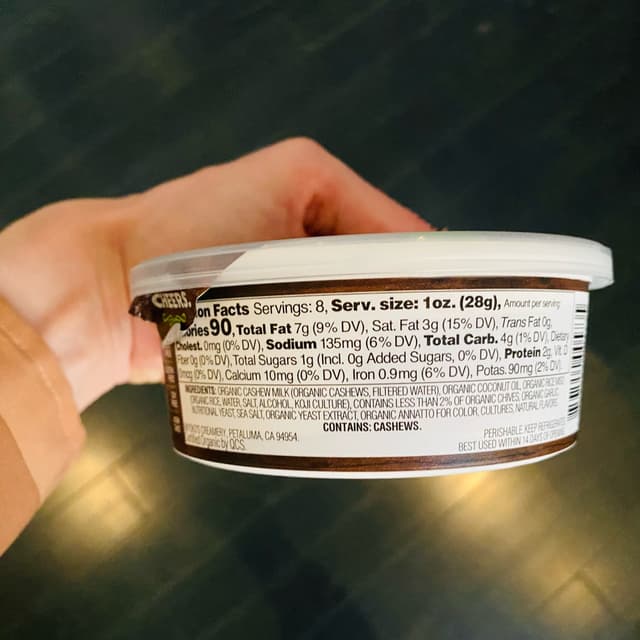 CHEERS.
on Facts Servings: 8, Serv. size: 1oz. (28g), Amount per serving
ories 90, Total Fat 7g (9% DV), Sat. Fat 3g (15% DV), Trans Fat 0g,
Cholest. 0mg (0% DV), Sodium 135mg (6% DV), Total Carb. 4g (1% DV), Dietary
Fiber 0g (0% DV), Total Sugars 1g (Incl. 0g Added Sugars, 0% DV), Protein 2g, Vit. D
0mcg (0% DV), Calcium 10mg (0% DV), Iron 0.9mg (6% DV), Potas. 90mg (2% DV).
INGREDIENTS: ORGANIC CASHEW MILK (ORGANIC CASHEWS, FILTERED WATER), ORGANIC COCONUT OIL, ORGANIC RICE MISO
(ORGANIC RICE, WATER, SALT, ALCOHOL, KOJI CULTURE), CONTAINS LESS THAN 2% OF ORGANIC CHIVES, ORGANIC GARLIC,
NUTRITIONAL YEAST, SEA SALT, ORGANIC YEAST EXTRACT, ORGANIC ANNATTO FOR COLOR, CULTURES, NATURAL FLAVORS.
CONTAINS: CASHEWS.
MIYOKO'S CREAMERY, PETALUMA, CA 94954.
Certified Organic by QCS.
PERISHABLE. KEEP REFRIGERATED.
BEST USED WITHIN 14 DAYS OF OPENING